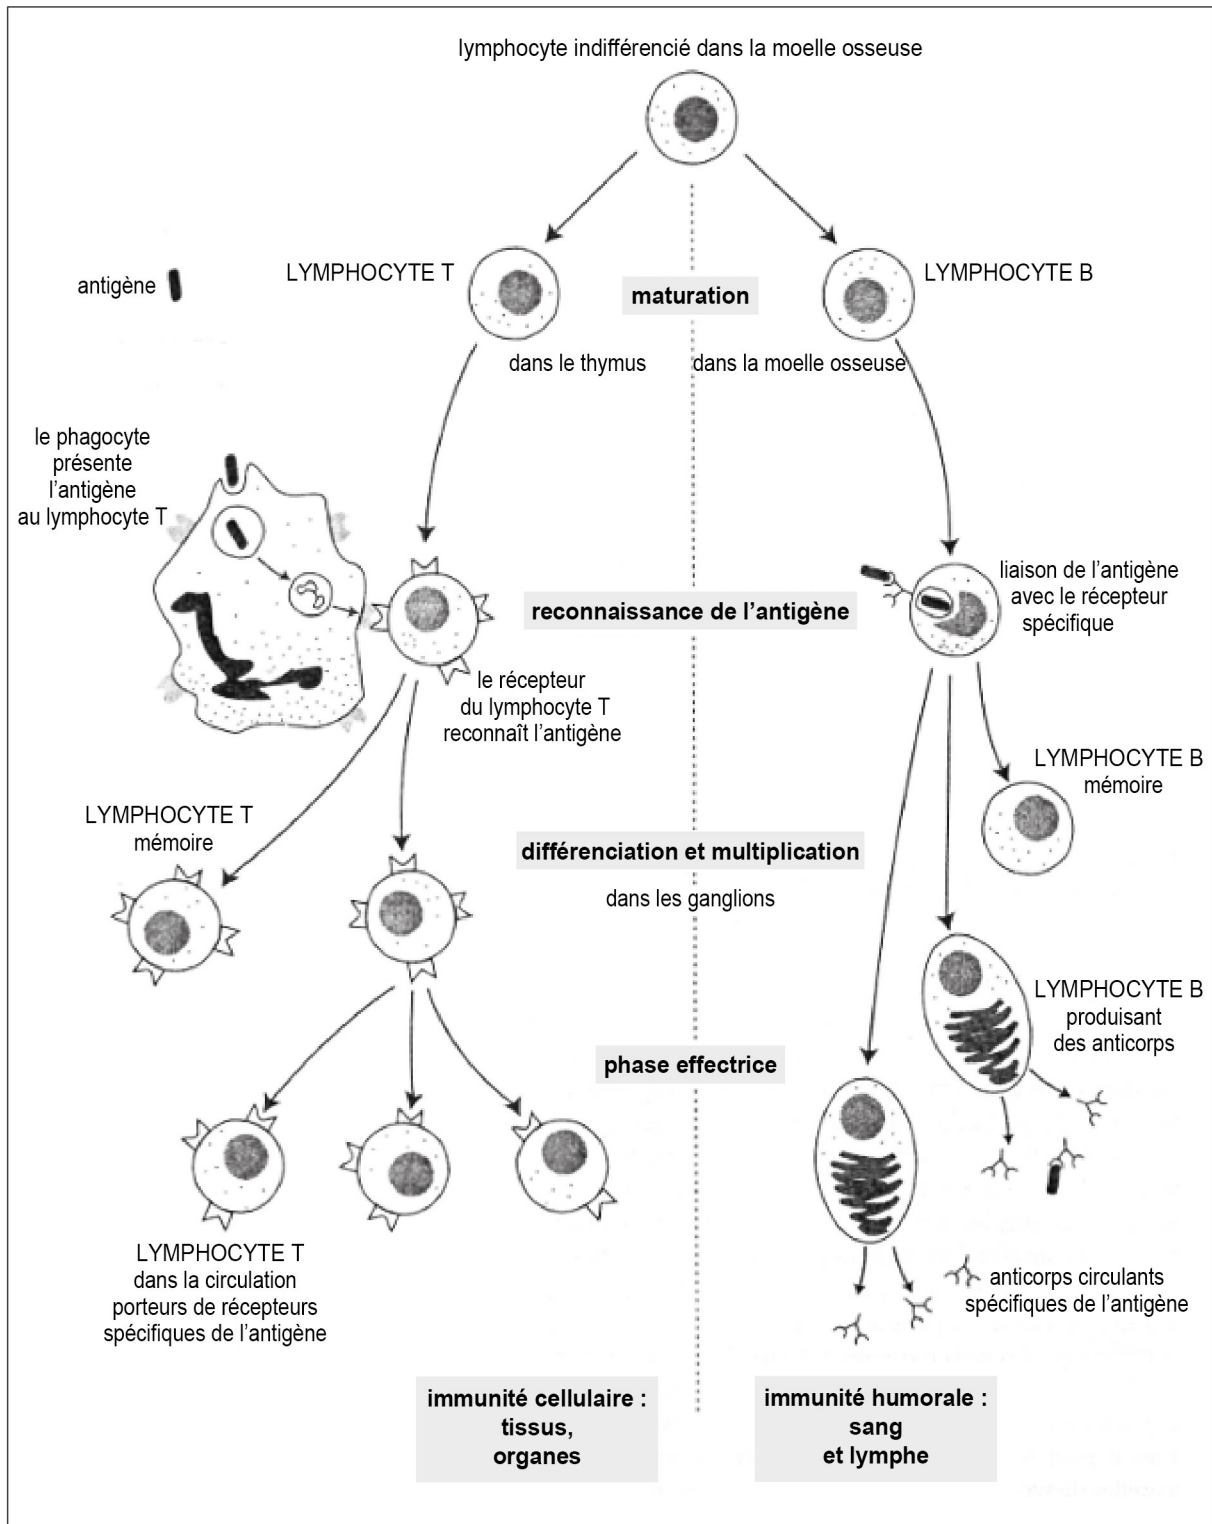 lymphocyte indifférencié dans la moelle osseuse
LYMPHOCYTE T
LYMPHOCYTE B
antigène
maturation
dans le thymus
dans la moelle osseuse
le phagocyte
présente
l'antigène
au lymphocyte T
liaison de l'antigène
avec le récepteur
spécifique
reconnaissance de l'antigène
le récepteur
du lymphocyte T
reconnaît l'antigène
LYMPHOCYTE B
mémoire
LYMPHOCYTE T
mémoire
différenciation et multiplication
dans les ganglions
LYMPHOCYTE B
produisant
des anticorps
phase effectrice
LYMPHOCYTE T
dans la circulation
porteurs de récepteurs
spécifiques de l'antigène
anticorps circulants
spécifiques de l'antigène
immunité cellulaire :
tissus,
organes
immunité humorale :
sang
et lymphe